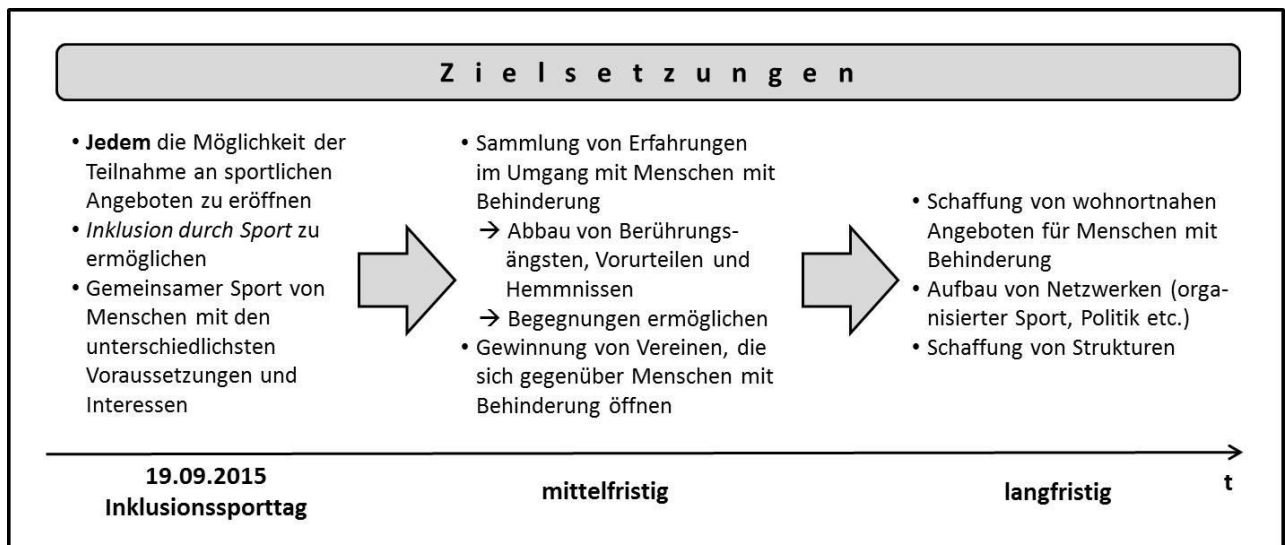 Zielsetzungen
• Jedem die Möglichkeit der
Teilnahme an sportlichen
Angeboten zu eröffnen
• Inklusion durch Sport zu
ermöglichen
• Gemeinsamer Sport von
Menschen mit den
unterschiedlichsten
Voraussetzungen und
Interessen
• Sammlung von Erfahrungen
im Umgang mit Menschen mit
Behinderung
→ Abbau von Berührungs-
ängsten, Vorurteilen und
Hemmnissen
→ Begegnungen ermöglichen
• Gewinnung von Vereinen, die
sich gegenüber Menschen mit
Behinderung öffnen
• Schaffung von wohnortnahen
Angeboten für Menschen mit
Behinderung
• Aufbau von Netzwerken (orga-
nisierter Sport, Politik etc.)
• Schaffung von Strukturen
19.09.2015
Inklusionssporttag
mittelfristig
langfristig
t